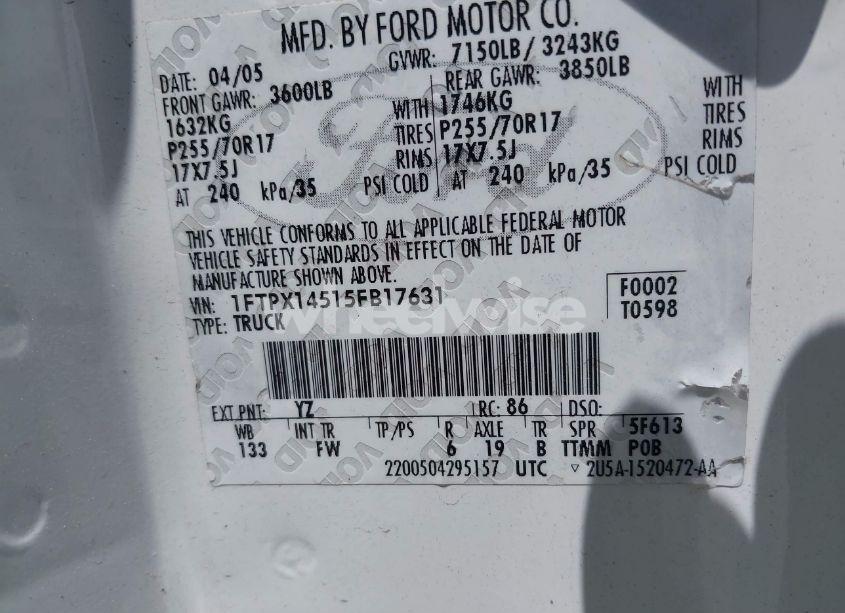 MFD. BY FORD MOTOR CO.
DATE: 04/05 GVWR: 7150LB / 3243KG
FRONT GAWR: 3600LB REAR GAWR: 3850LB
1632KG WITH 1746KG WITH
P255/70R17 TIRES P255/70R17 TIRES
17X7.5J RIMS 17X7.5J RIMS
AT 240 kPa/35 PSI COLD AT 240 kPa/35 PSI COLD
THIS VEHICLE CONFORMS TO ALL APPLICABLE FEDERAL MOTOR
VEHICLE SAFETY STANDARDS IN EFFECT ON THE DATE OF
MANUFACTURE SHOWN ABOVE.
VIN: 1FTPX14515FB17631 F0002
TYPE: TRUCK T0598
wheelwise
EXT PNT: YZ RC: 86 DSO:
WB INT TR TP/PS R AXLE TR SPR 5F613
133 FW 6 19 B TTMM POB
2200504295157 UTC ▽ 2U5A-1520472-AA
VOID